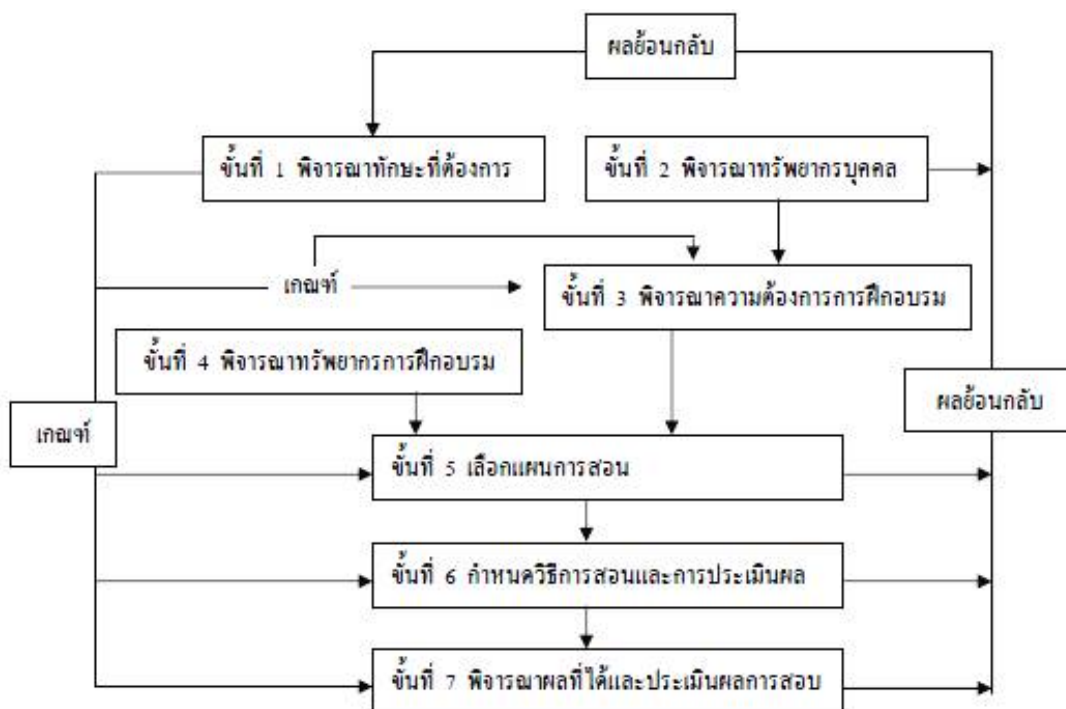 ผลย้อนกลับ
ขั้นที่ 1 พิจารณาทักษะที่ต้องการ
ขั้นที่ 2 พิจารณาทรัพยากรบุคคล
เกณฑ์
ขั้นที่ 3 พิจารณาความต้องการการฝึกอบรม
ขั้นที่ 4 พิจารณาทรัพยากรการฝึกอบรม
ผลย้อนกลับ
เกณฑ์
ขั้นที่ 5 เลือกแผนการสอน
ขั้นที่ 6 กำหนดวิธีการสอนและการประเมินผล
ขั้นที่ 7 พิจารณาผลที่ได้และประเมินผลการสอบ